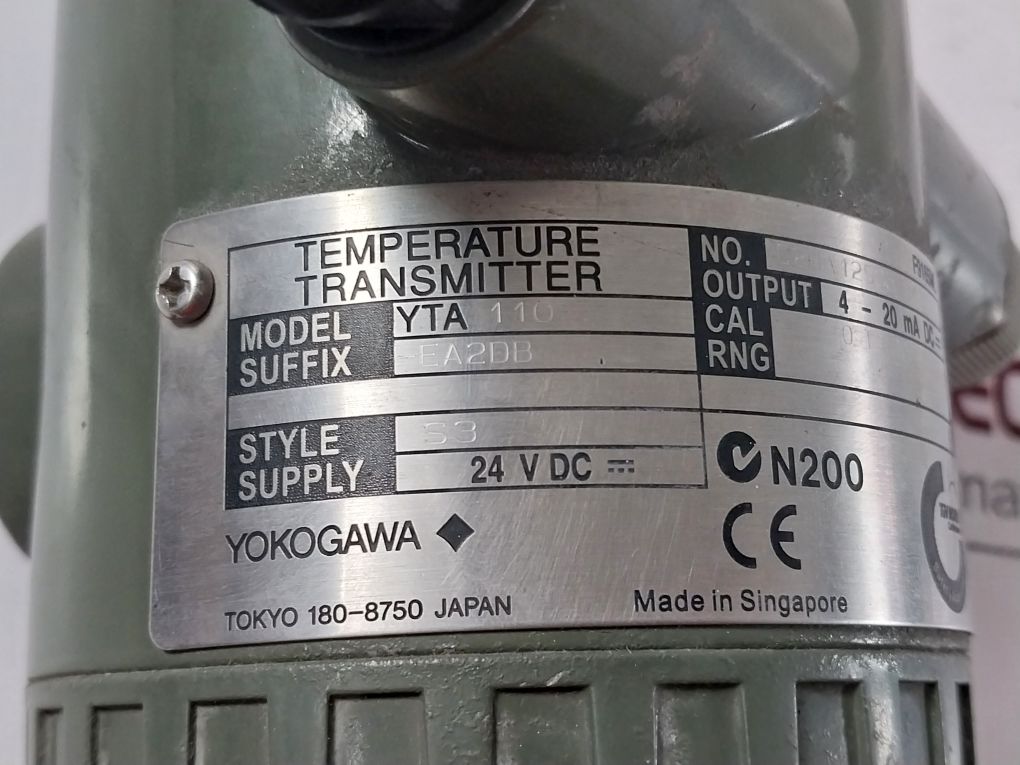 TEMPERATURE
TRANSMITTER
MODEL YTA 110
SUFFIX -EA2DB
STYLE S3
SUPPLY 24 V DC ⎓
NO.
OUTPUT 4 - 20 mA DC
CAL
RNG
N200
CE
YOKOGAWA
TOKYO 180-8750 JAPAN
Made in Singapore